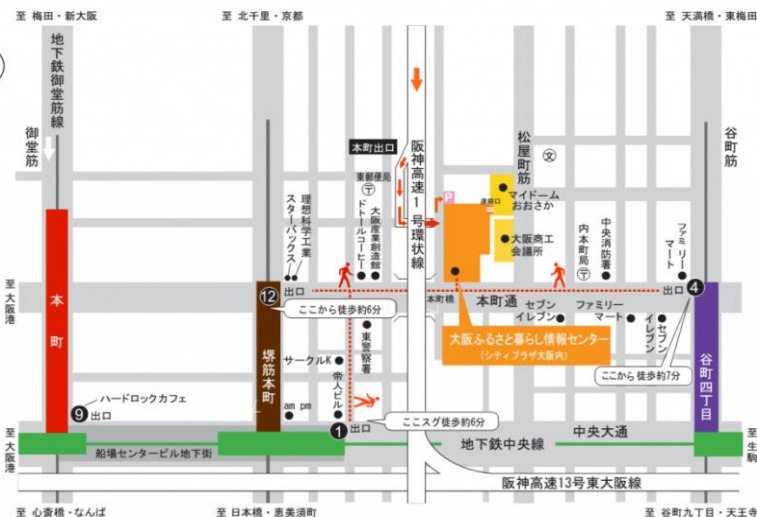 至 梅田・新大阪
至 北千里・京都
至 天満橋・東梅田
地下鉄御堂筋線
御堂筋
本町出口
阪神高速1号環状線
松屋町筋
文
谷町筋
東郵便局
〒
P
連絡口
マイドーム
おおさか
理想科学工業
スターバックス
大阪産業創造館
ドトールコーヒー
大阪商工
会議所
内本町局
〒
中央消防署
ファミリー
マート
至 大阪港
本町
12
出口
ここから徒歩約6分
本町橋
本町通
セブン
イレブン
ファミリー
マート
セブン
イレブン
出口
4
大阪ふるさと暮らし情報センター
(シティプラザ大阪内)
東警察署
堺筋本町
サークルK
帝人ビル
ここから徒歩約7分
谷町四丁目
ハードロックカフェ
9
出口
am pm
1
出口
ここスグ徒歩約6分
中央大通
至 大阪港
船場センタービル地下街
地下鉄中央線
至 生駒
阪神高速13号東大阪線
至 心斎橋・なんば
至 日本橋・恵美須町
至 谷町九丁目・天王寺